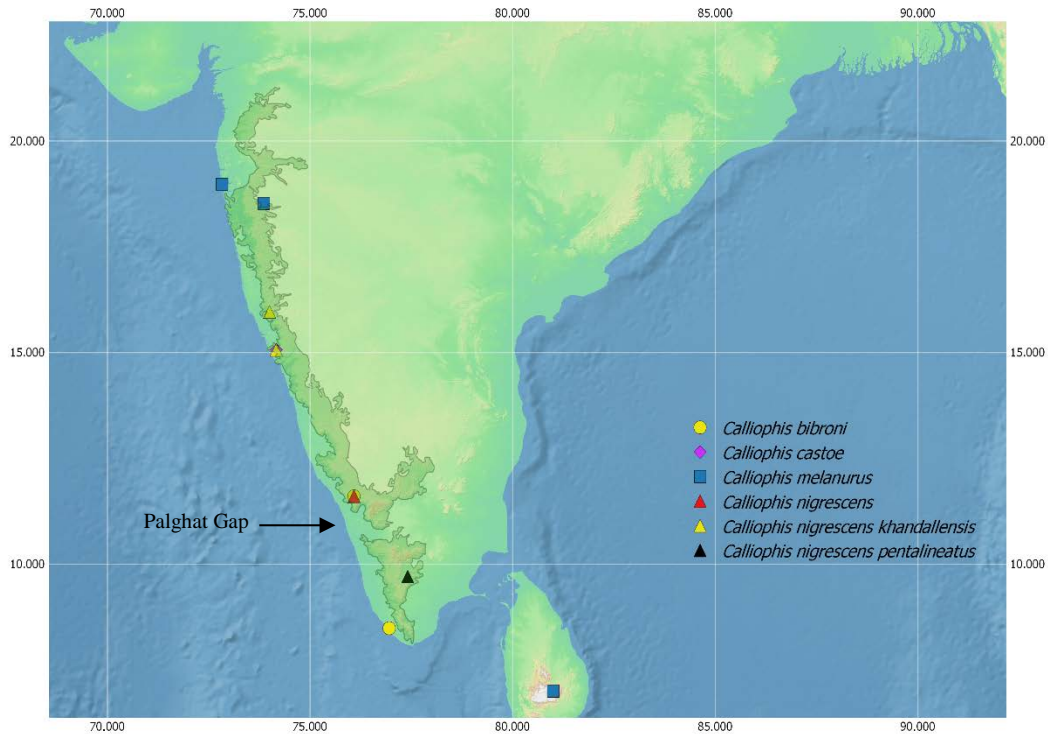 70.000 75.000 80.000 85.000 90.000
20.000 20.000
15.000 15.000
Calliophis bibroni
Calliophis castoe
Calliophis melanurus
Calliophis nigrescens
Palghat Gap
Calliophis nigrescens khandallensis
Calliophis nigrescens pentalineatus
10.000 10.000
70.000 75.000 80.000 85.000 90.000